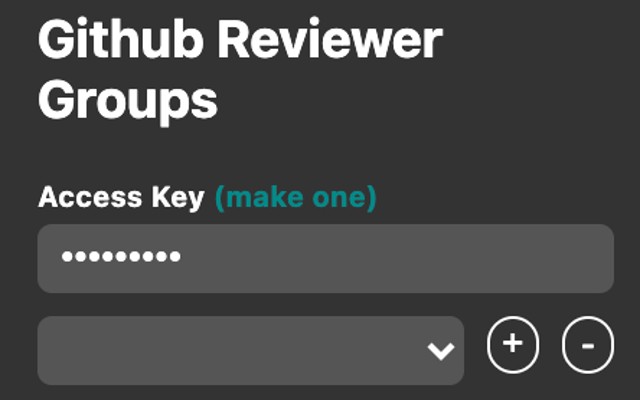 Github Reviewer
Groups
Access Key (make one)
•••••••••
+ -